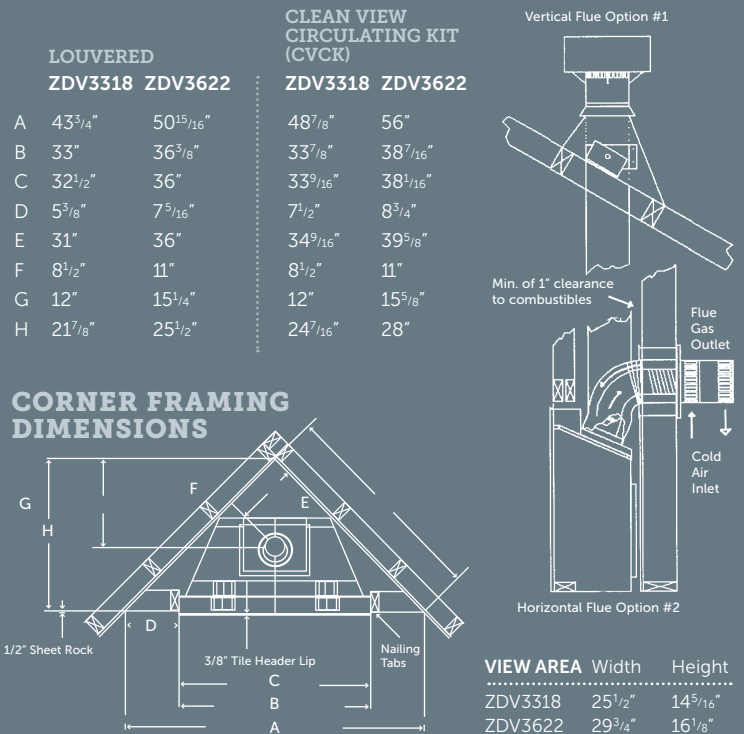 CLEAN VIEW
CIRCULATING KIT
(CVCK)
LOUVERED
ZDV3318 ZDV3622 ZDV3318 ZDV3622
A 43 3/4" 50 15/16" 48 7/8" 56"
B 33" 36 3/8" 33 7/8" 38 7/16"
C 32 1/2" 36" 33 9/16" 38 1/16"
D 5 3/8" 7 5/16" 7 1/2" 8 3/4"
E 31" 36" 34 9/16" 39 5/8"
F 8 1/2" 11" 8 1/2" 11"
G 12" 15 1/4" 12" 15 5/8"
H 21 7/8" 25 1/2" 24 7/16" 28"
Vertical Flue Option #1
Min. of 1" clearance
to combustibles
Flue
Gas
Outlet
Cold
Air
Inlet
Horizontal Flue Option #2
CORNER FRAMING
DIMENSIONS
F
E
G
H
D
1/2" Sheet Rock
3/8" Tile Header Lip
Nailing
Tabs
C
B
A
VIEW AREA Width Height
ZDV3318 25 1/2" 14 5/16"
ZDV3622 29 3/4" 16 1/8"